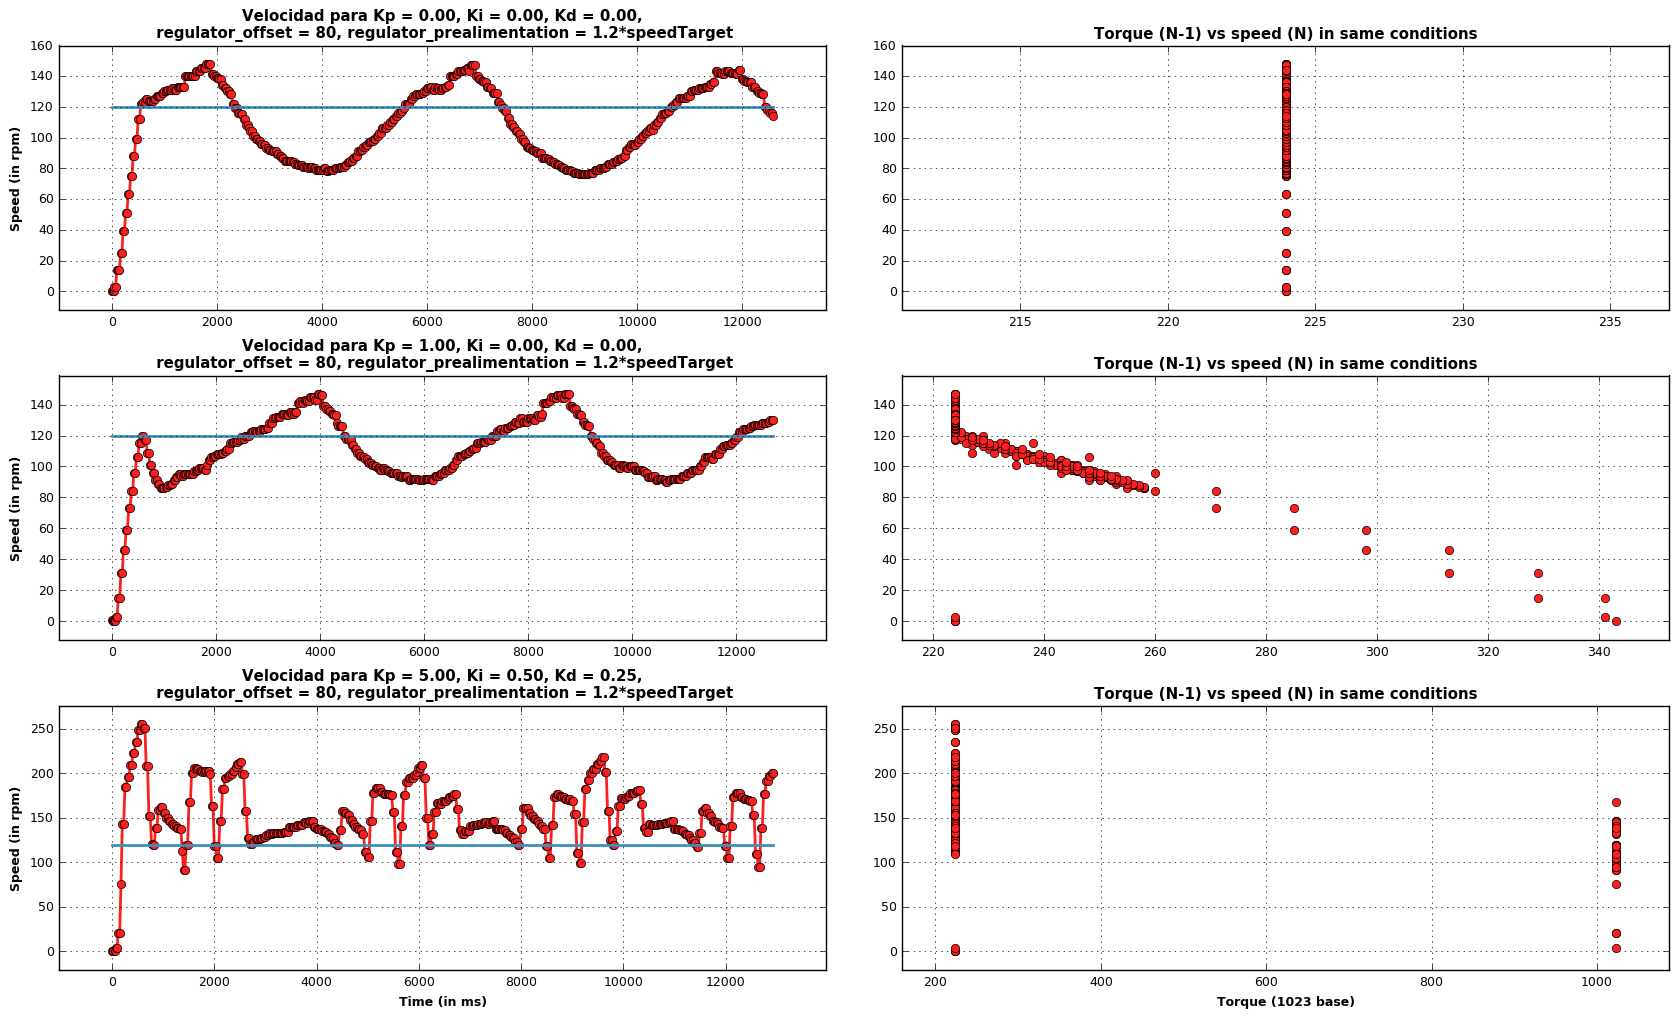 Velocidad para Kp = 0.00, Ki = 0.00, Kd = 0.00,
regulator_offset = 80, regulator_prealimentation = 1.2*speedTarget
Speed (in rpm)
160
140
120
100
80
60
40
20
0
0 2000 4000 6000 8000 10000 12000
Torque (N-1) vs speed (N) in same conditions
160
140
120
100
80
60
40
20
0
215 220 225 230 235
Velocidad para Kp = 1.00, Ki = 0.00, Kd = 0.00,
regulator_offset = 80, regulator_prealimentation = 1.2*speedTarget
Speed (in rpm)
140
120
100
80
60
40
20
0
0 2000 4000 6000 8000 10000 12000
Torque (N-1) vs speed (N) in same conditions
140
120
100
80
60
40
20
0
220 240 260 280 300 320 340
Velocidad para Kp = 5.00, Ki = 0.50, Kd = 0.25,
regulator_offset = 80, regulator_prealimentation = 1.2*speedTarget
Speed (in rpm)
250
200
150
100
50
0
0 2000 4000 6000 8000 10000 12000
Time (in ms)
Torque (N-1) vs speed (N) in same conditions
250
200
150
100
50
0
200 400 600 800 1000
Torque (1023 base)